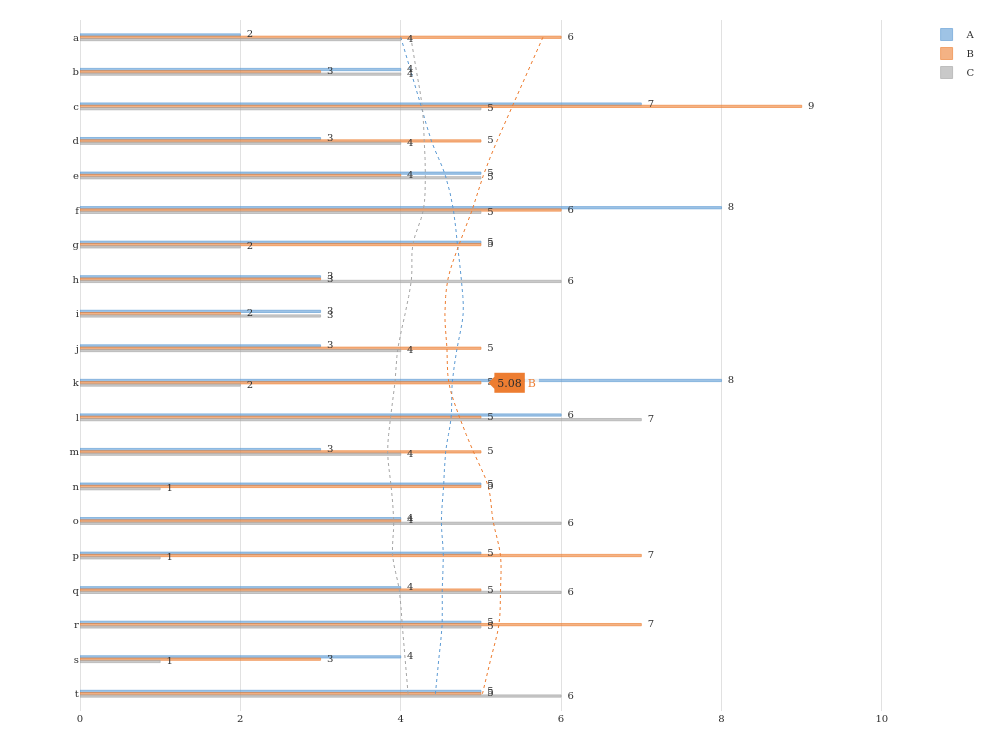 a 2 4 6
A
b 3 4 4
B
C
c 5 7 9
d 3 4 5
e 4 5 5
f 5 6 8
g 2 5 5
h 3 3 6
i 2 3 3
j 3 4 5
k 2 5.08 B 8
l 5 6 7
m 3 4 5
n 1 5 5
o 4 4 6
p 1 5 7
q 4 5 6
r 5 5 7
s 1 3 4
t 5 5 6
0 2 4 6 8 10